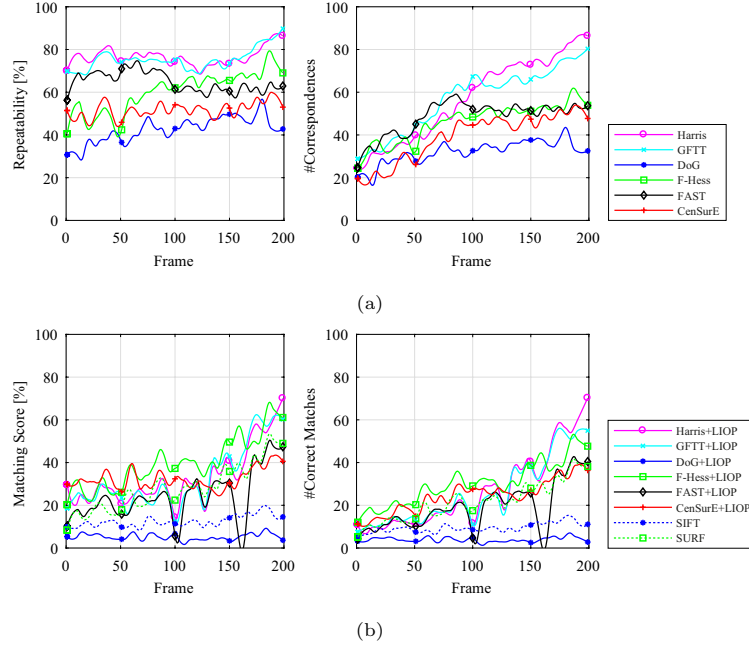 (a)
Repeatability [%]
100
80
60
40
20
0
0 50 100 150 200
Frame
#Correspondences
100
80
60
40
20
0
0 50 100 150 200
Frame
Harris
GFTT
DoG
F-Hess
FAST
CenSurE
(a)
Matching Score [%]
100
80
60
40
20
0
0 50 100 150 200
Frame
#Correct Matches
100
80
60
40
20
0
0 50 100 150 200
Frame
Harris+LIOP
GFTT+LIOP
DoG+LIOP
F-Hess+LIOP
FAST+LIOP
CenSurE+LIOP
SIFT
SURF
(b)